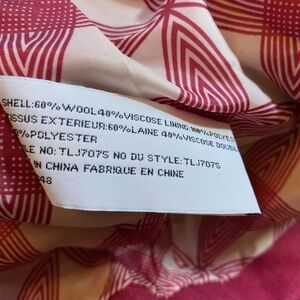 SHELL:60%WOOL40%VISCOSE LINING:100%POLYES
TISSUS EXTERIEUR:60%LAINE 40%VISCOSE DOUBL
%POLYESTER
LE NO: TLJ7075 NO DU STYLE:TLJ7075
IN CHINA FABRIQUE EN CHINE
48